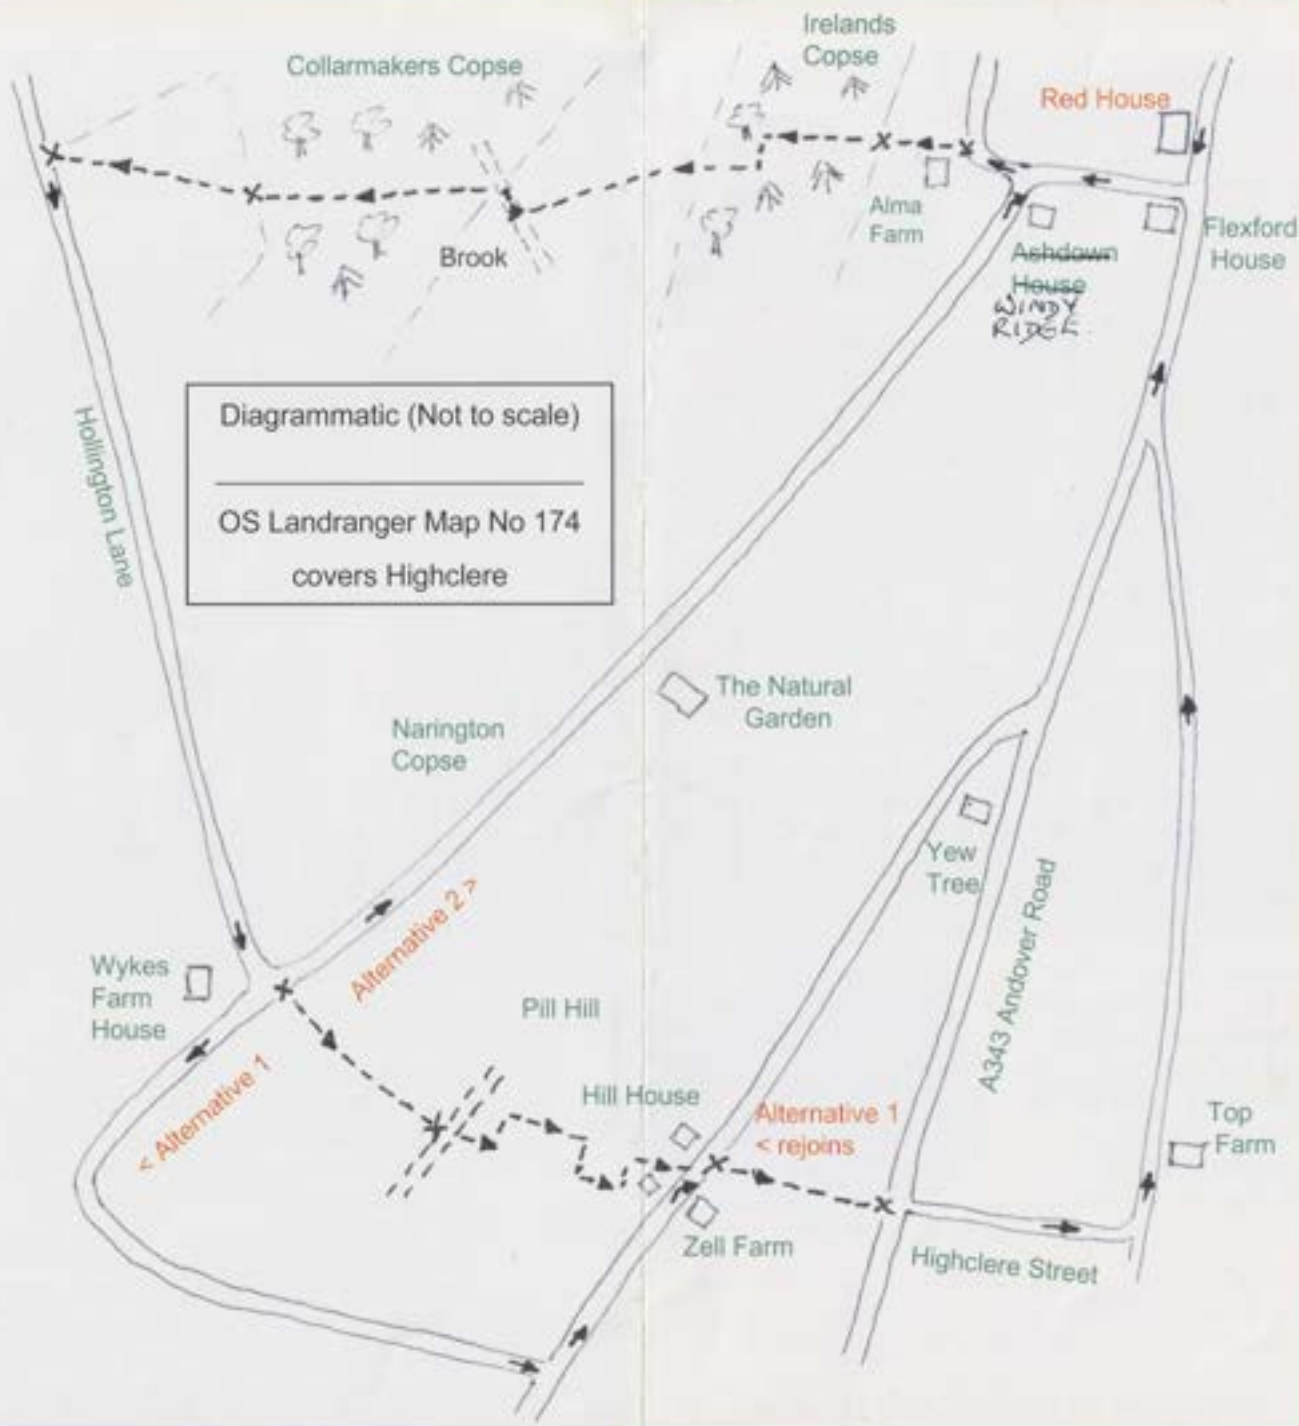 Irelands
Copse
Collarmakers Copse
Red House
Alma
Farm
Flexford
House
Brook
Ashdown
House
WINDY
RIDGE.
Diagrammatic (Not to scale)
OS Landranger Map No 174
covers Highclere
Hollington Lane
The Natural
Garden
Narington
Copse
Yew
Tree
A343 Andover Road
Alternative 2 >
Wykes
Farm
House
Pill Hill
< Alternative 1
Hill House
Alternative 1
< rejoins
Top
Farm
Zell Farm
Highclere Street